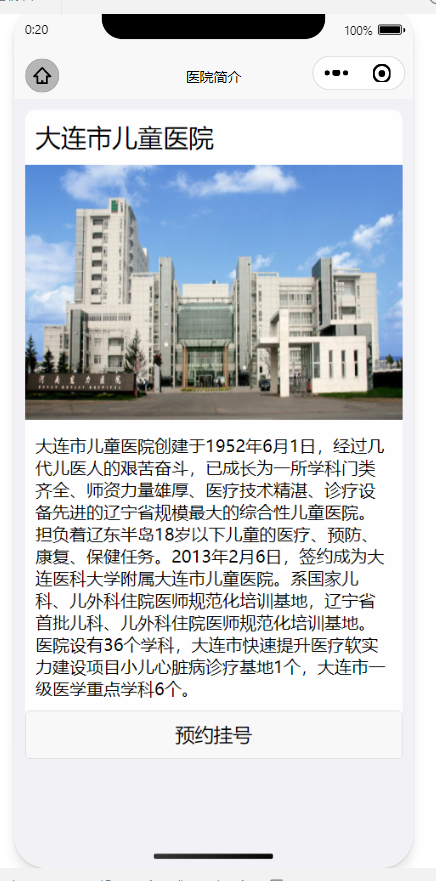 0:20
100%
医院简介
大连市儿童医院
大连市儿童医院创建于1952年6月1日，经过几
代儿医人的艰苦奋斗，已成长为一所学科门类
齐全、师资力量雄厚、医疗技术精湛、诊疗设
备先进的辽宁省规模最大的综合性儿童医院。
担负着辽东半岛18岁以下儿童的医疗、预防、
康复、保健任务。2013年2月6日，签约成为大
连医科大学附属大连市儿童医院。系国家儿
科、儿外科住院医师规范化培训基地，辽宁省
首批儿科、儿外科住院医师规范化培训基地。
医院设有36个学科，大连市快速提升医疗软实
力建设项目小儿心脏病诊疗基地1个，大连市一
级医学重点学科6个。
预约挂号